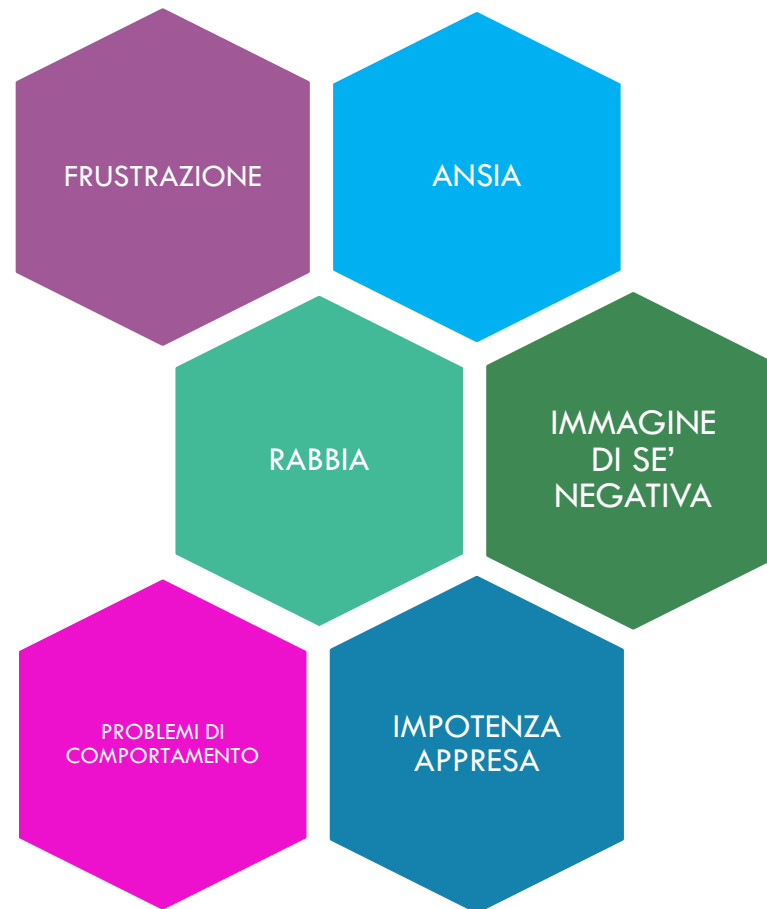 FRUSTRAZIONE
ANSIA
RABBIA
IMMAGINE
DI SE’
NEGATIVA
PROBLEMI DI
COMPORTAMENTO
IMPOTENZA
APPRESA